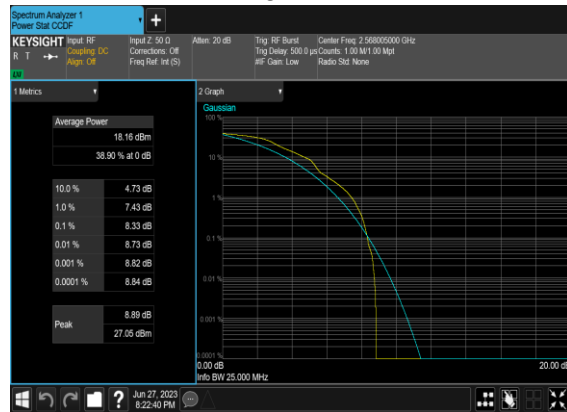 Spectrum Analyzer 1
Power Stat CCDF
+
KEYSIGHT
R T
LXI
Input: RF
Coupling: DC
Align: Off
Input Z: 50 Ω
Corrections: Off
Freq Ref: Int (S)
Atten: 20 dB
Trig: RF Burst
Trig Delay: 500.0 µs
#IF Gain: Low
Center Freq: 2.568005000 GHz
Counts: 1.00 M/1.00 Mpt
Radio Std: None
1 Metrics
Average Power
18.16 dBm
38.90 % at 0 dB
10.0 % 4.73 dB
1.0 % 7.43 dB
0.1 % 8.33 dB
0.01 % 8.73 dB
0.001 % 8.82 dB
0.0001 % 8.84 dB
Peak
8.89 dB
27.05 dBm
2 Graph
Gaussian
100 %
10 %
1 %
0.1 %
0.01 %
0.001 %
0.0001 %
0.00 dB
20.00 dB
Info BW 25.000 MHz
?
Jun 27, 2023
8:22:40 PM